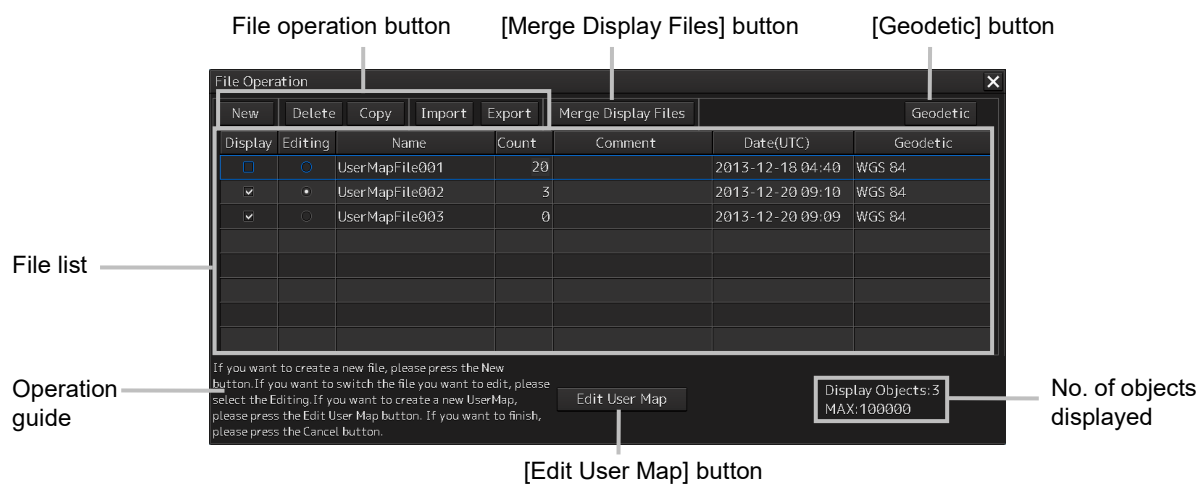 File operation button [Merge Display Files] button [Geodetic] button
File Operation
New Delete Copy Import Export Merge Display Files Geodetic
Display Editing Name Count Comment Date(UTC) Geodetic
UserMapFile001 20 2013-12-18 04:40 WGS 84
UserMapFile002 3 2013-12-20 09:10 WGS 84
UserMapFile003 0 2013-12-20 09:09 WGS 84
File list
If you want to create a new file, please press the New
button.If you want to switch the file you want to edit, please
select the Editing.If you want to create a new UserMap,
please press the Edit User Map button. If you want to finish,
please press the Cancel button.
Operation
guide
Edit User Map
Display Objects:3
MAX:100000
No. of objects
displayed
[Edit User Map] button